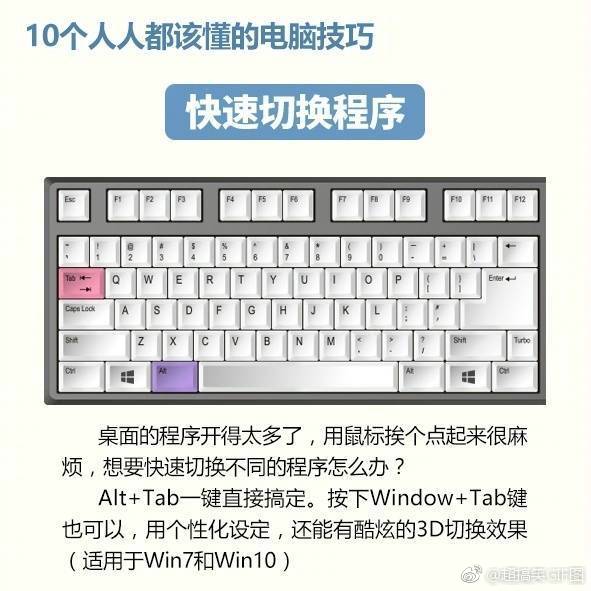 10个人人都该懂的电脑技巧
快速切换程序
Esc F1 F2 F3 F4 F5 F6 F7 F8 F9 F10 F11 F12
Tab Q W E R T Y U I O P { [ } ] Enter
Caps Lock A S D F G H J K L
Shift Z X C V B N M Shift Turbo
Ctrl Alt Alt Ctrl
桌面的程序开得太多了，用鼠标挨个点起来很麻
烦，想要快速切换不同的程序怎么办？
Alt+Tab一键直接搞定。按下Window+Tab键
也可以，用个性化设定，还能有酷炫的3D切换效果
（适用于Win7和Win10）